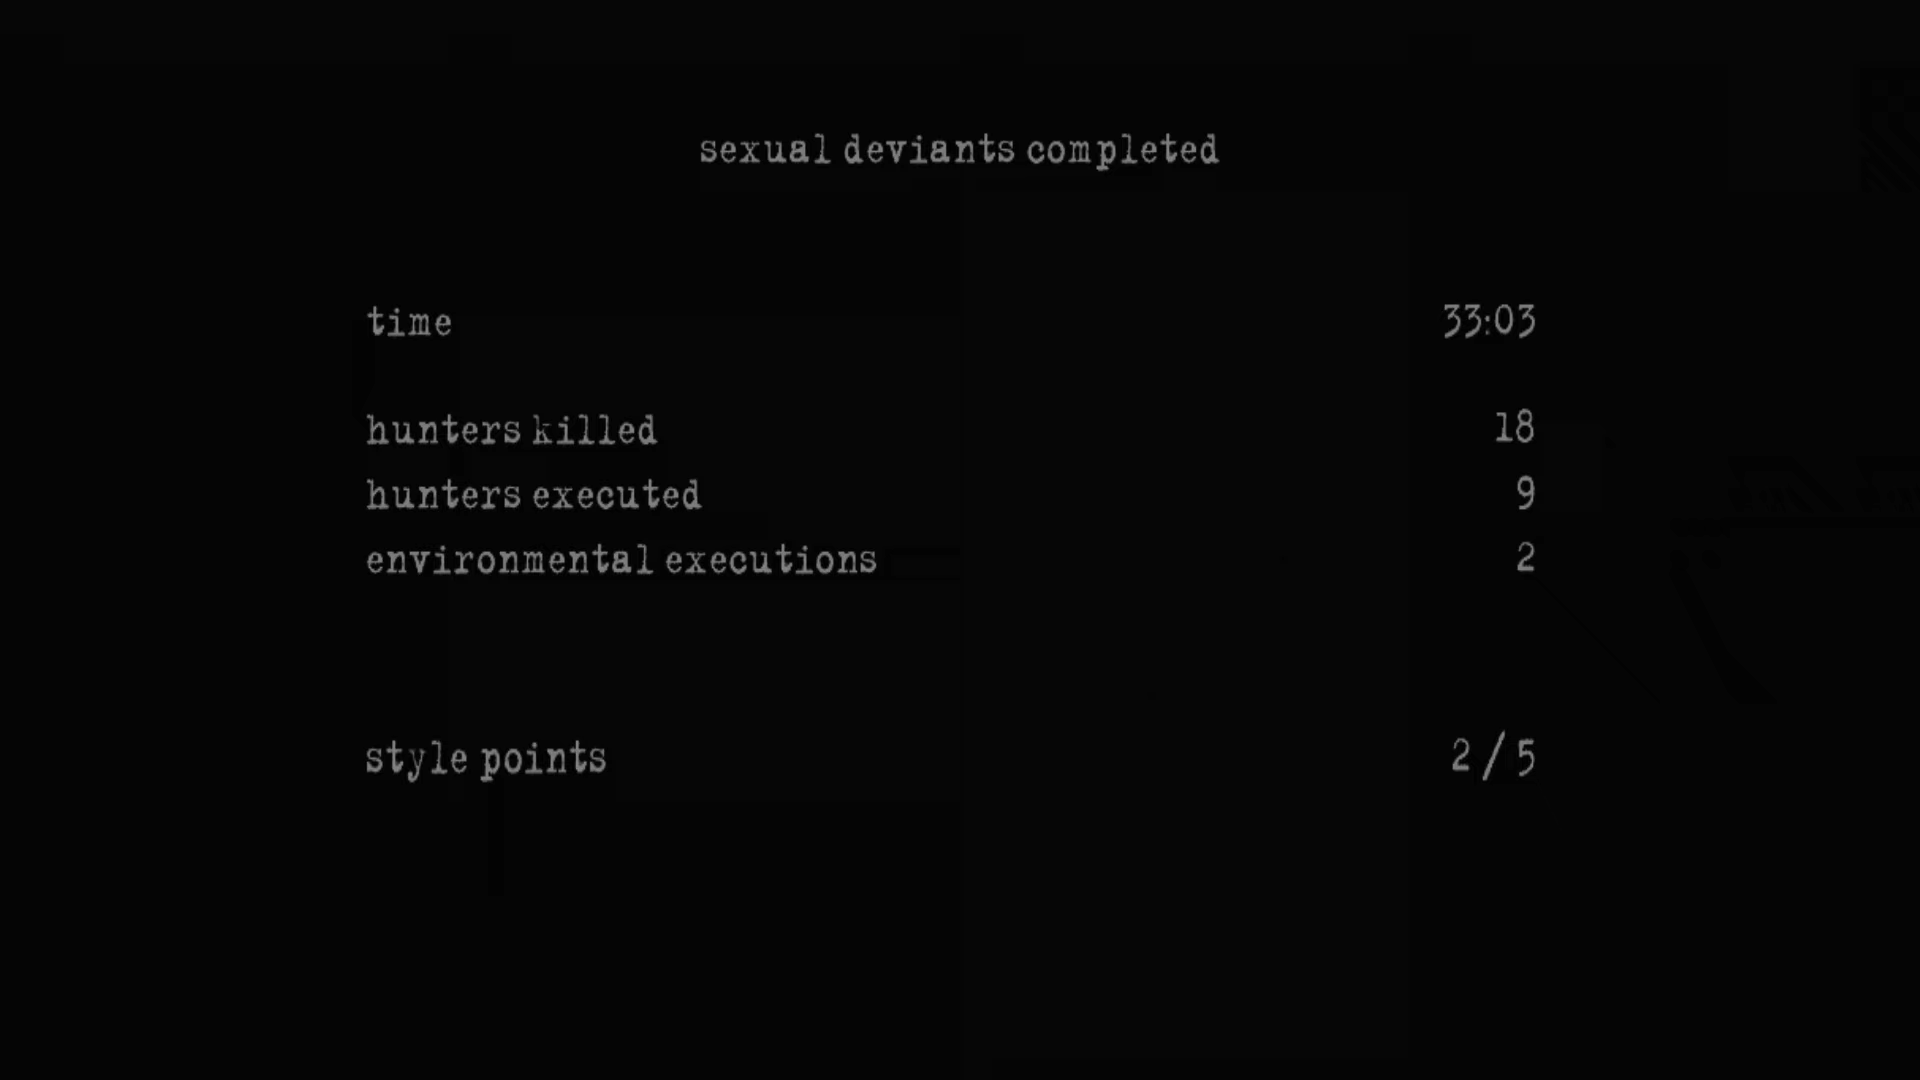 sexual deviants completed
time 33:03
hunters killed 18
hunters executed 9
environmental executions 2
style points 2 / 5